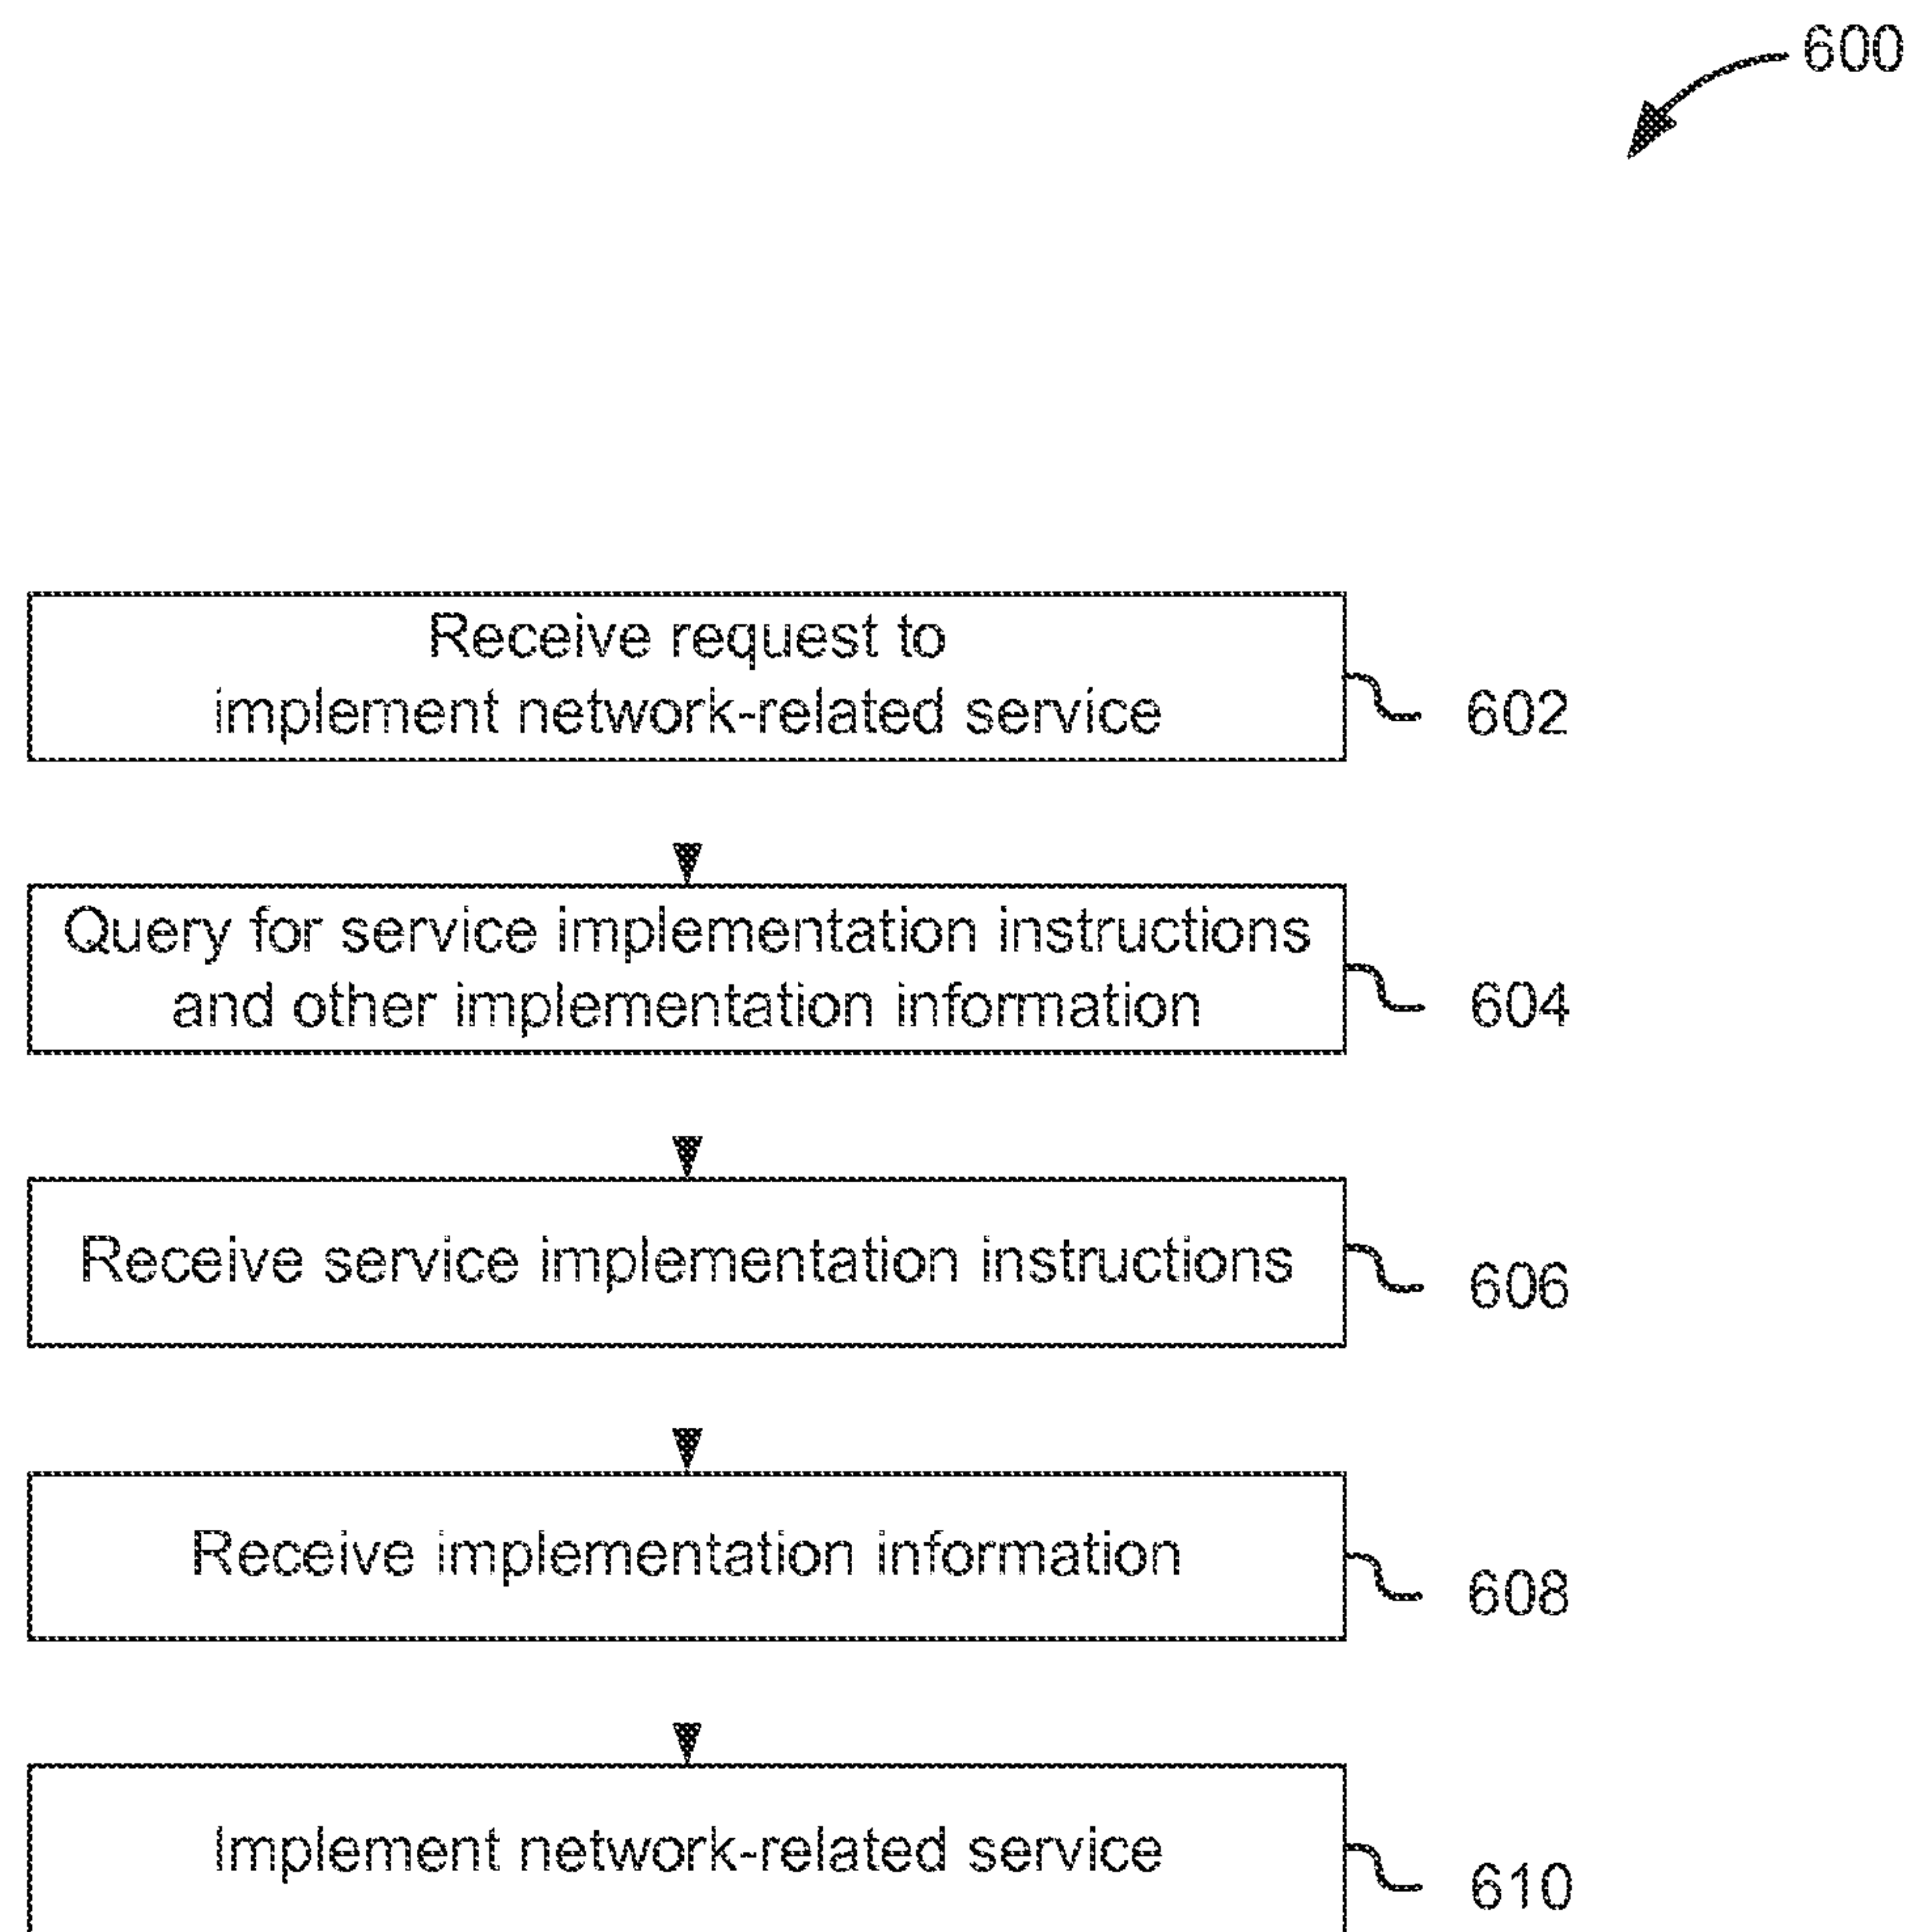 600
Receive request to
implement network-related service
602
Query for service implementation instructions
and other implementation information
604
Receive service implementation instructions
606
Receive implementation information
608
Implement network-related service
610